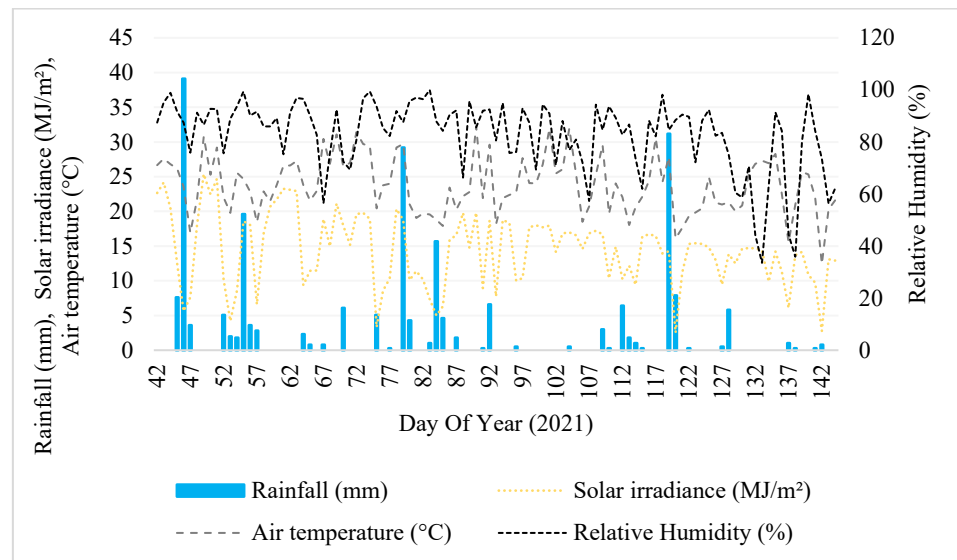 Rainfall (mm), Solar irradiance (MJ/m²),
Air temperature (°C)
45
40
35
30
25
20
15
10
5
0
120
100
80
60
40
20
0
Relative Humidity (%)
42 47 52 57 62 67 72 77 82 87 92 97 102 107 112 117 122 127 132 137 142
Day Of Year (2021)
Rainfall (mm) Solar irradiance (MJ/m²)
Air temperature (°C) Relative Humidity (%)